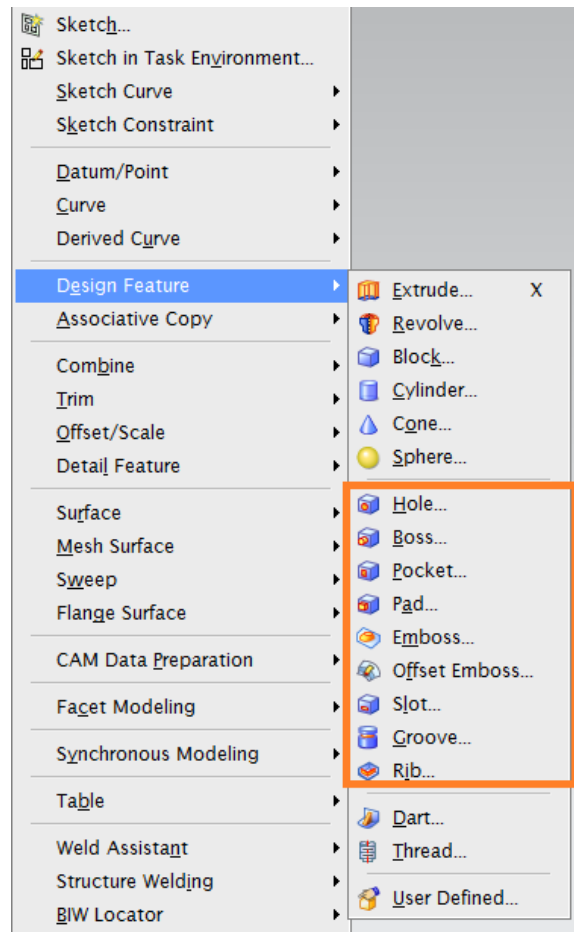 Sketch...
Sketch in Task Environment...
Sketch Curve
Sketch Constraint
Datum/Point
Curve
Derived Curve
Design Feature
Associative Copy
Combine
Trim
Offset/Scale
Detail Feature
Surface
Mesh Surface
Sweep
Flange Surface
CAM Data Preparation
Facet Modeling
Synchronous Modeling
Table
Weld Assistant
Structure Welding
BIW Locator
Extrude... X
Revolve...
Block...
Cylinder...
Cone...
Sphere...
Hole...
Boss...
Pocket...
Pad...
Emboss...
Offset Emboss...
Slot...
Groove...
Rib...
Dart...
Thread...
User Defined...